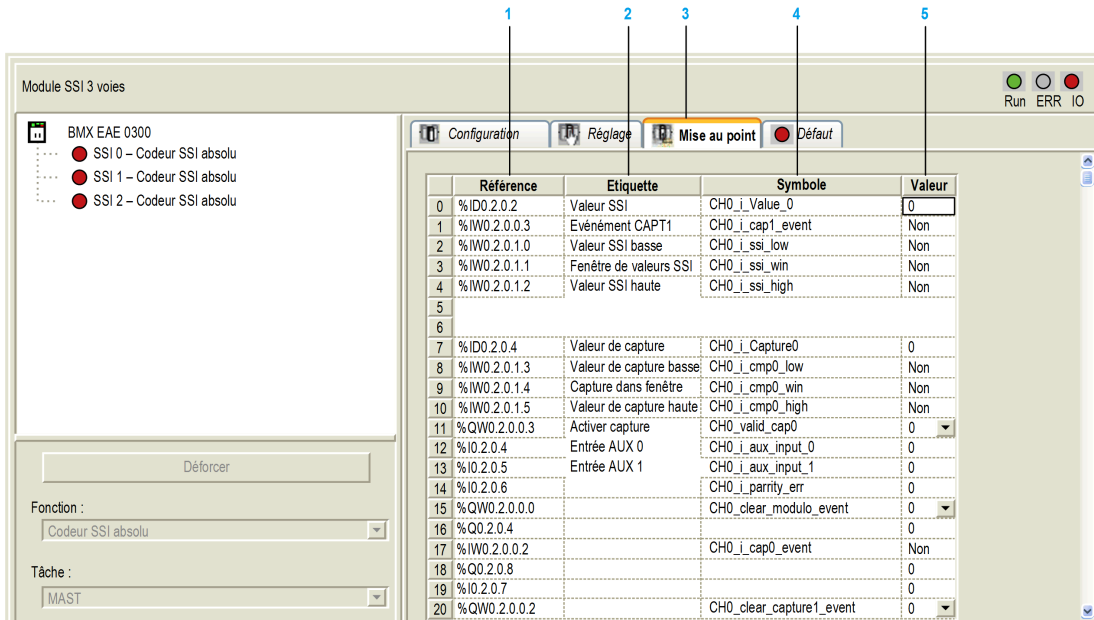 1 2 3 4 5
Module SSI 3 voies
Run ERR IO
BMX EAE 0300
SSI 0 – Codeur SSI absolu
SSI 1 – Codeur SSI absolu
SSI 2 – Codeur SSI absolu
Déforcer
Fonction :
Codeur SSI absolu
Tâche :
MAST
Configuration Réglage Mise au point Défaut
Référence Etiquette Symbole Valeur
0 %ID0.2.0.2 Valeur SSI CH0_i_Value_0 0
1 %IW0.2.0.0.3 Evénément CAPT1 CH0_i_cap1_event Non
2 %IW0.2.0.1.0 Valeur SSI basse CH0_i_ssi_low Non
3 %IW0.2.0.1.1 Fenêtre de valeurs SSI CH0_i_ssi_win Non
4 %IW0.2.0.1.2 Valeur SSI haute CH0_i_ssi_high Non
5
6
7 %ID0.2.0.4 Valeur de capture CH0_i_Capture0 0
8 %IW0.2.0.1.3 Valeur de capture basse CH0_i_cmp0_low Non
9 %IW0.2.0.1.4 Capture dans fenêtre CH0_i_cmp0_win Non
10 %IW0.2.0.1.5 Valeur de capture haute CH0_i_cmp0_high Non
11 %QW0.2.0.0.3 Activer capture CH0_valid_cap0 0
12 %I0.2.0.4 Entrée AUX 0 CH0_i_aux_input_0 0
13 %I0.2.0.5 Entrée AUX 1 CH0_i_aux_input_1 0
14 %I0.2.0.6 CH0_i_parrity_err 0
15 %QW0.2.0.0.0 CH0_clear_modulo_event 0
16 %Q0.2.0.4 0
17 %IW0.2.0.0.2 CH0_i_cap0_event Non
18 %Q0.2.0.8 0
19 %I0.2.0.7 0
20 %QW0.2.0.0.2 CH0_clear_capture1_event 0